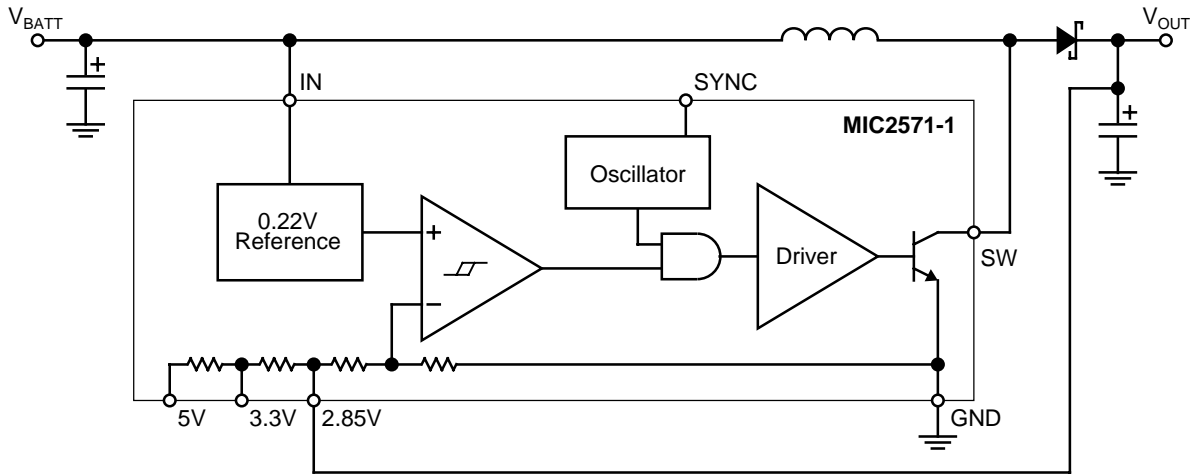 VBATT
VOUT
IN
SYNC
MIC2571-1
Oscillator
0.22V
Reference
+
−
Driver
SW
5V
3.3V
2.85V
GND
+
+